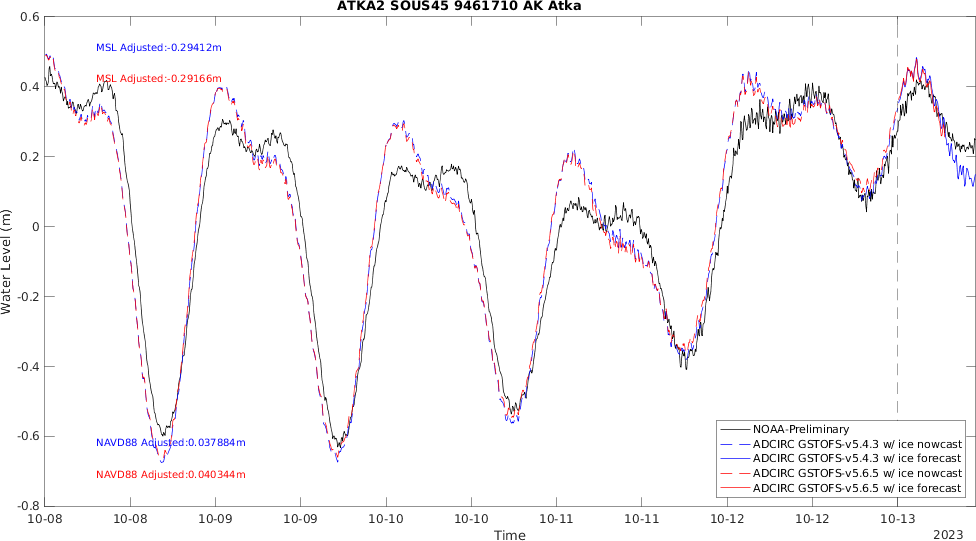 ATKA2 SOUS45 9461710 AK Atka
0.6
0.4
0.2
0
-0.2
-0.4
-0.6
-0.8
Water Level (m)
MSL Adjusted:-0.29412m
MSL Adjusted:-0.29166m
NAVD88 Adjusted:0.037884m
NAVD88 Adjusted:0.040344m
NOAA-Preliminary
ADCIRC GSTOFS-v5.4.3 w/ ice nowcast
ADCIRC GSTOFS-v5.4.3 w/ ice forecast
ADCIRC GSTOFS-v5.6.5 w/ ice nowcast
ADCIRC GSTOFS-v5.6.5 w/ ice forecast
10-08 10-08 10-09 10-09 10-10 10-10 10-11 10-11 10-12 10-12 10-13
Time
2023